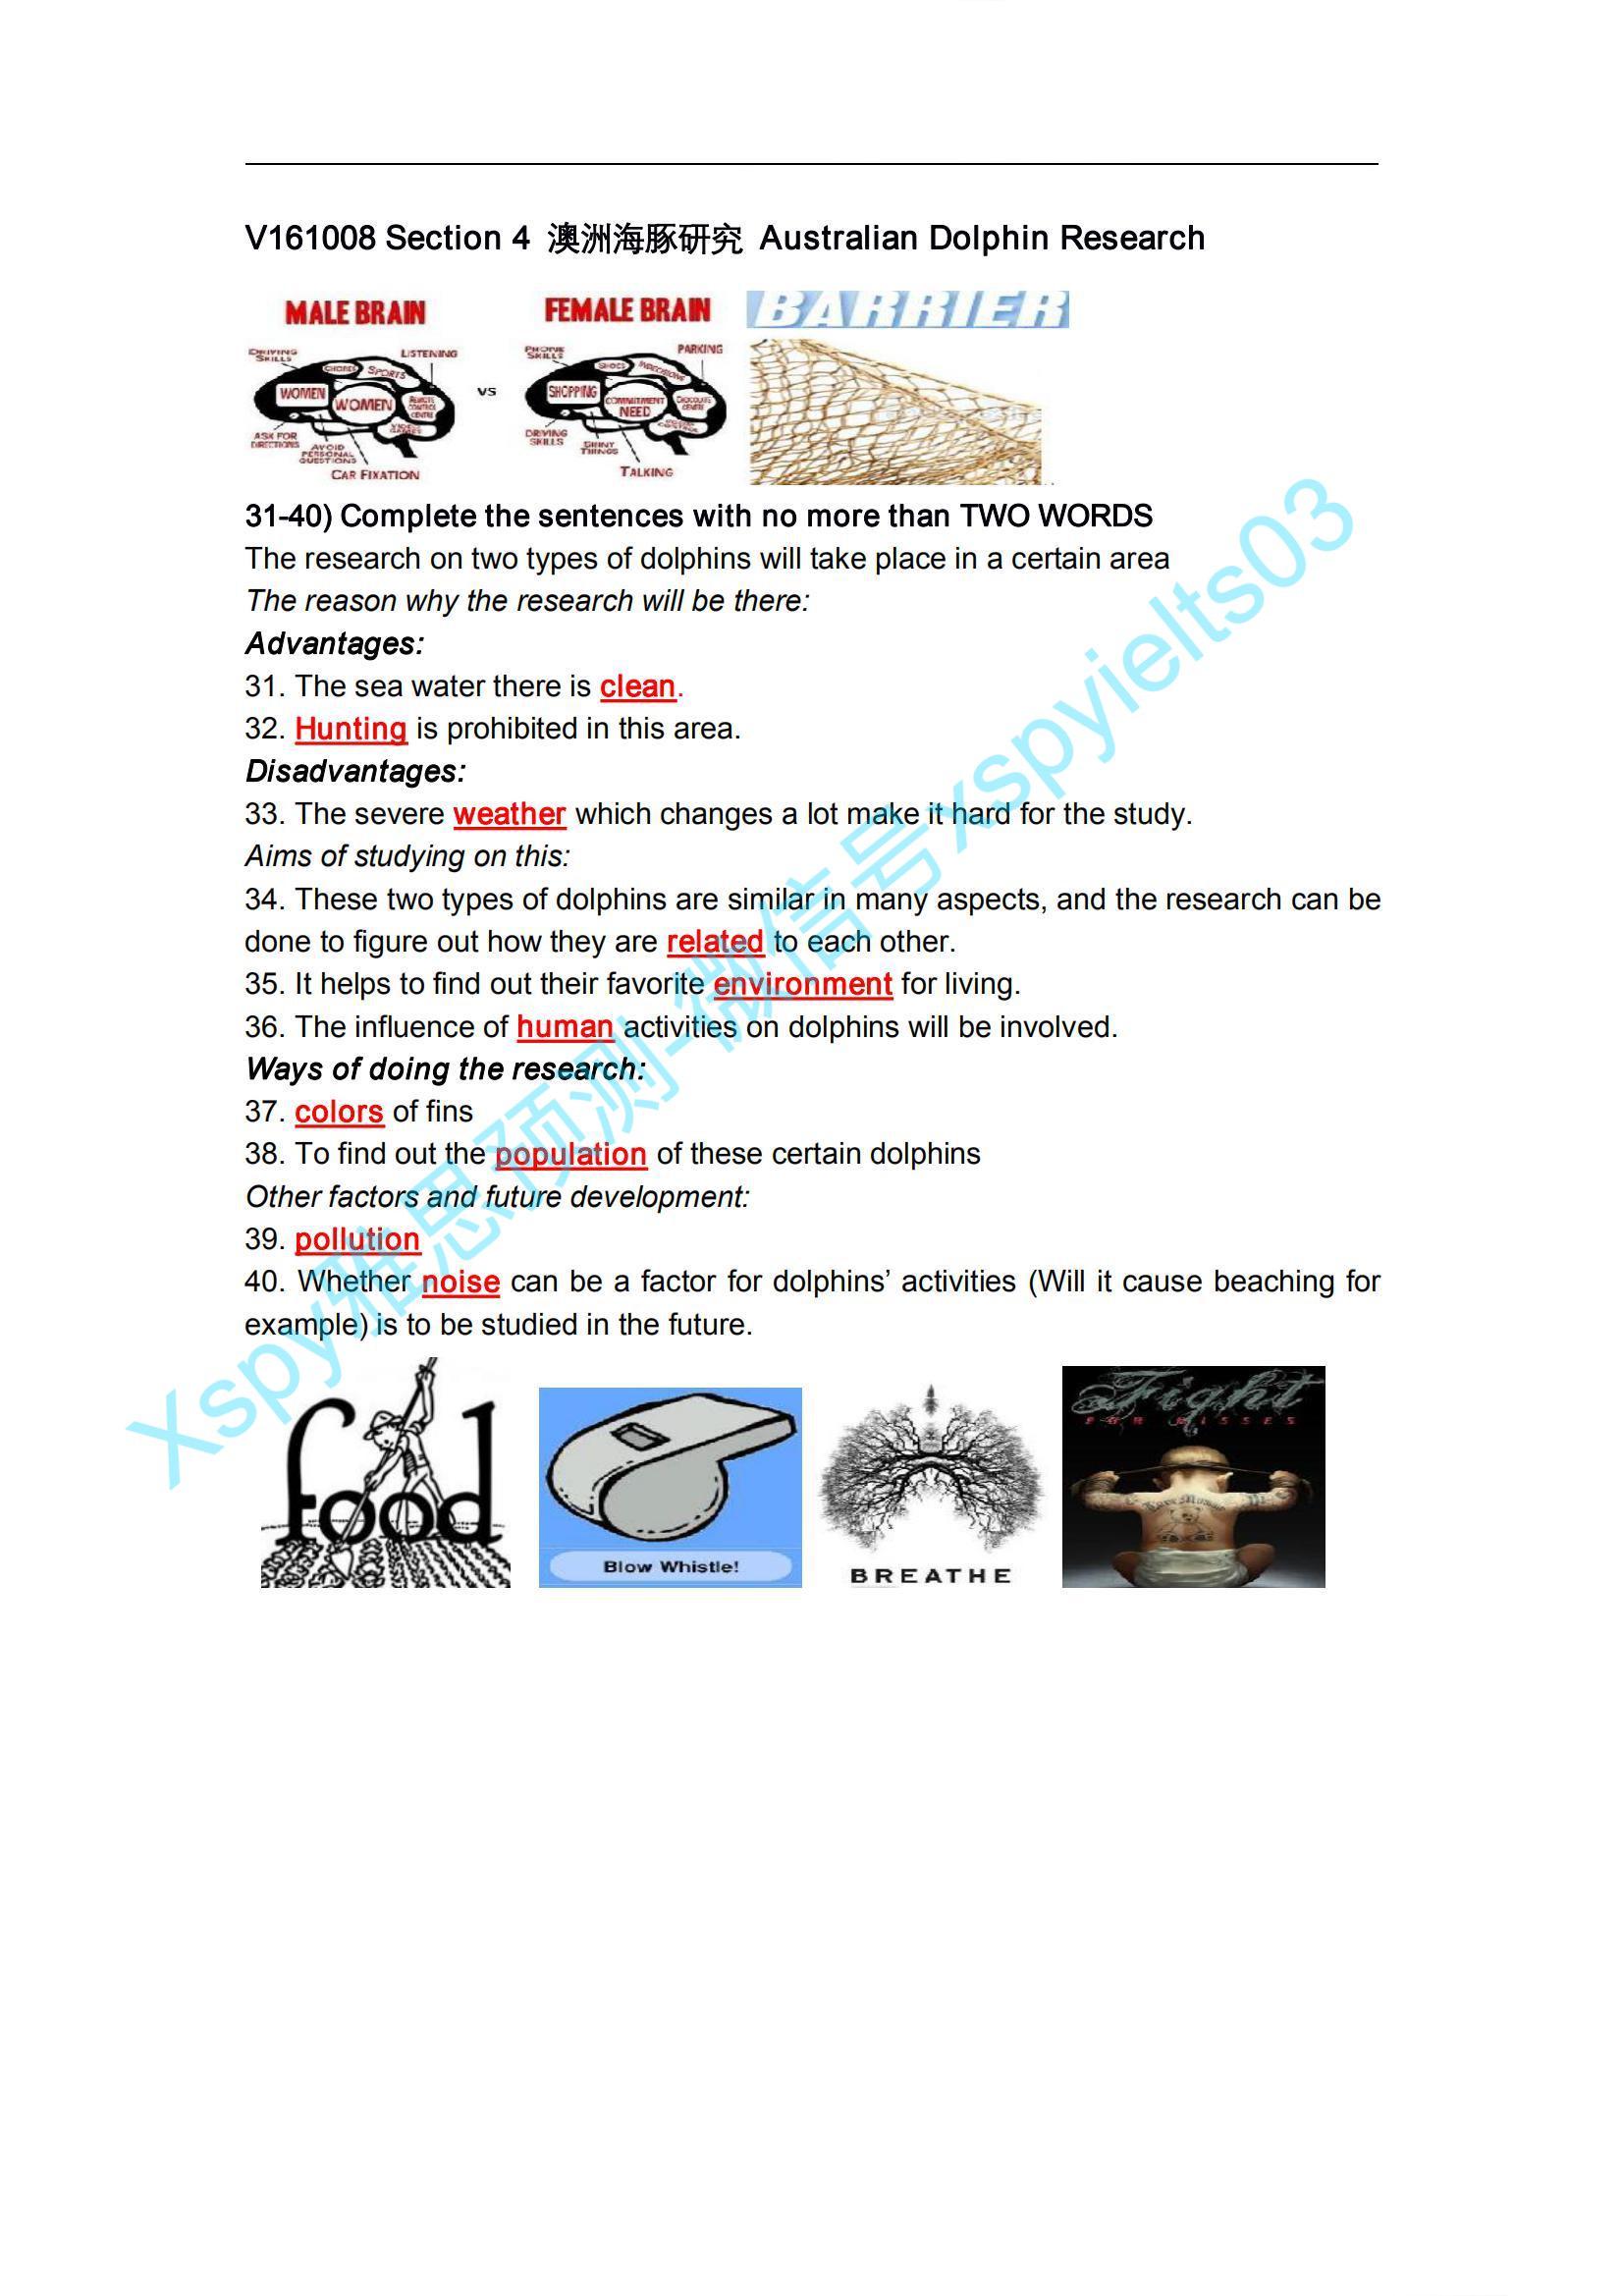 V161008 Section 4 澳洲海豚研究 Australian Dolphin Research
MALE BRAIN
FEMALE BRAIN
BARRIER
DRIVING SKILLS
LISTENING
CHORES
SPORTS
WOMEN
WOMEN
REMOTE CONTROL CENTRE
ASK FOR DIRECTIONS
AVOID PERSONAL QUESTIONS
CAR FIXATION
VS
PHONE SKILLS
PARKING
SHOES
INDECISION
SHOPPING
COMMITMENT NEED
CHOCOLATE CENTRE
DRIVING SKILLS
SHINY THINGS
TALKING
31-40) Complete the sentences with no more than TWO WORDS
The research on two types of dolphins will take place in a certain area
The reason why the research will be there:
Advantages:
31. The sea water there is clean.
32. Hunting is prohibited in this area.
Disadvantages:
33. The severe weather which changes a lot make it hard for the study.
Aims of studying on this:
34. These two types of dolphins are similar in many aspects, and the research can be
done to figure out how they are related to each other.
35. It helps to find out their favorite environment for living.
36. The influence of human activities on dolphins will be involved.
Ways of doing the research:
37. colors of fins
38. To find out the population of these certain dolphins
Other factors and future development:
39. pollution
40. Whether noise can be a factor for dolphins’ activities (Will it cause beaching for
example) is to be studied in the future.
Xspy雅思预测-微信号xspyielts03
food
Blow Whistle!
BREATHE
Fight
FOR KISSES